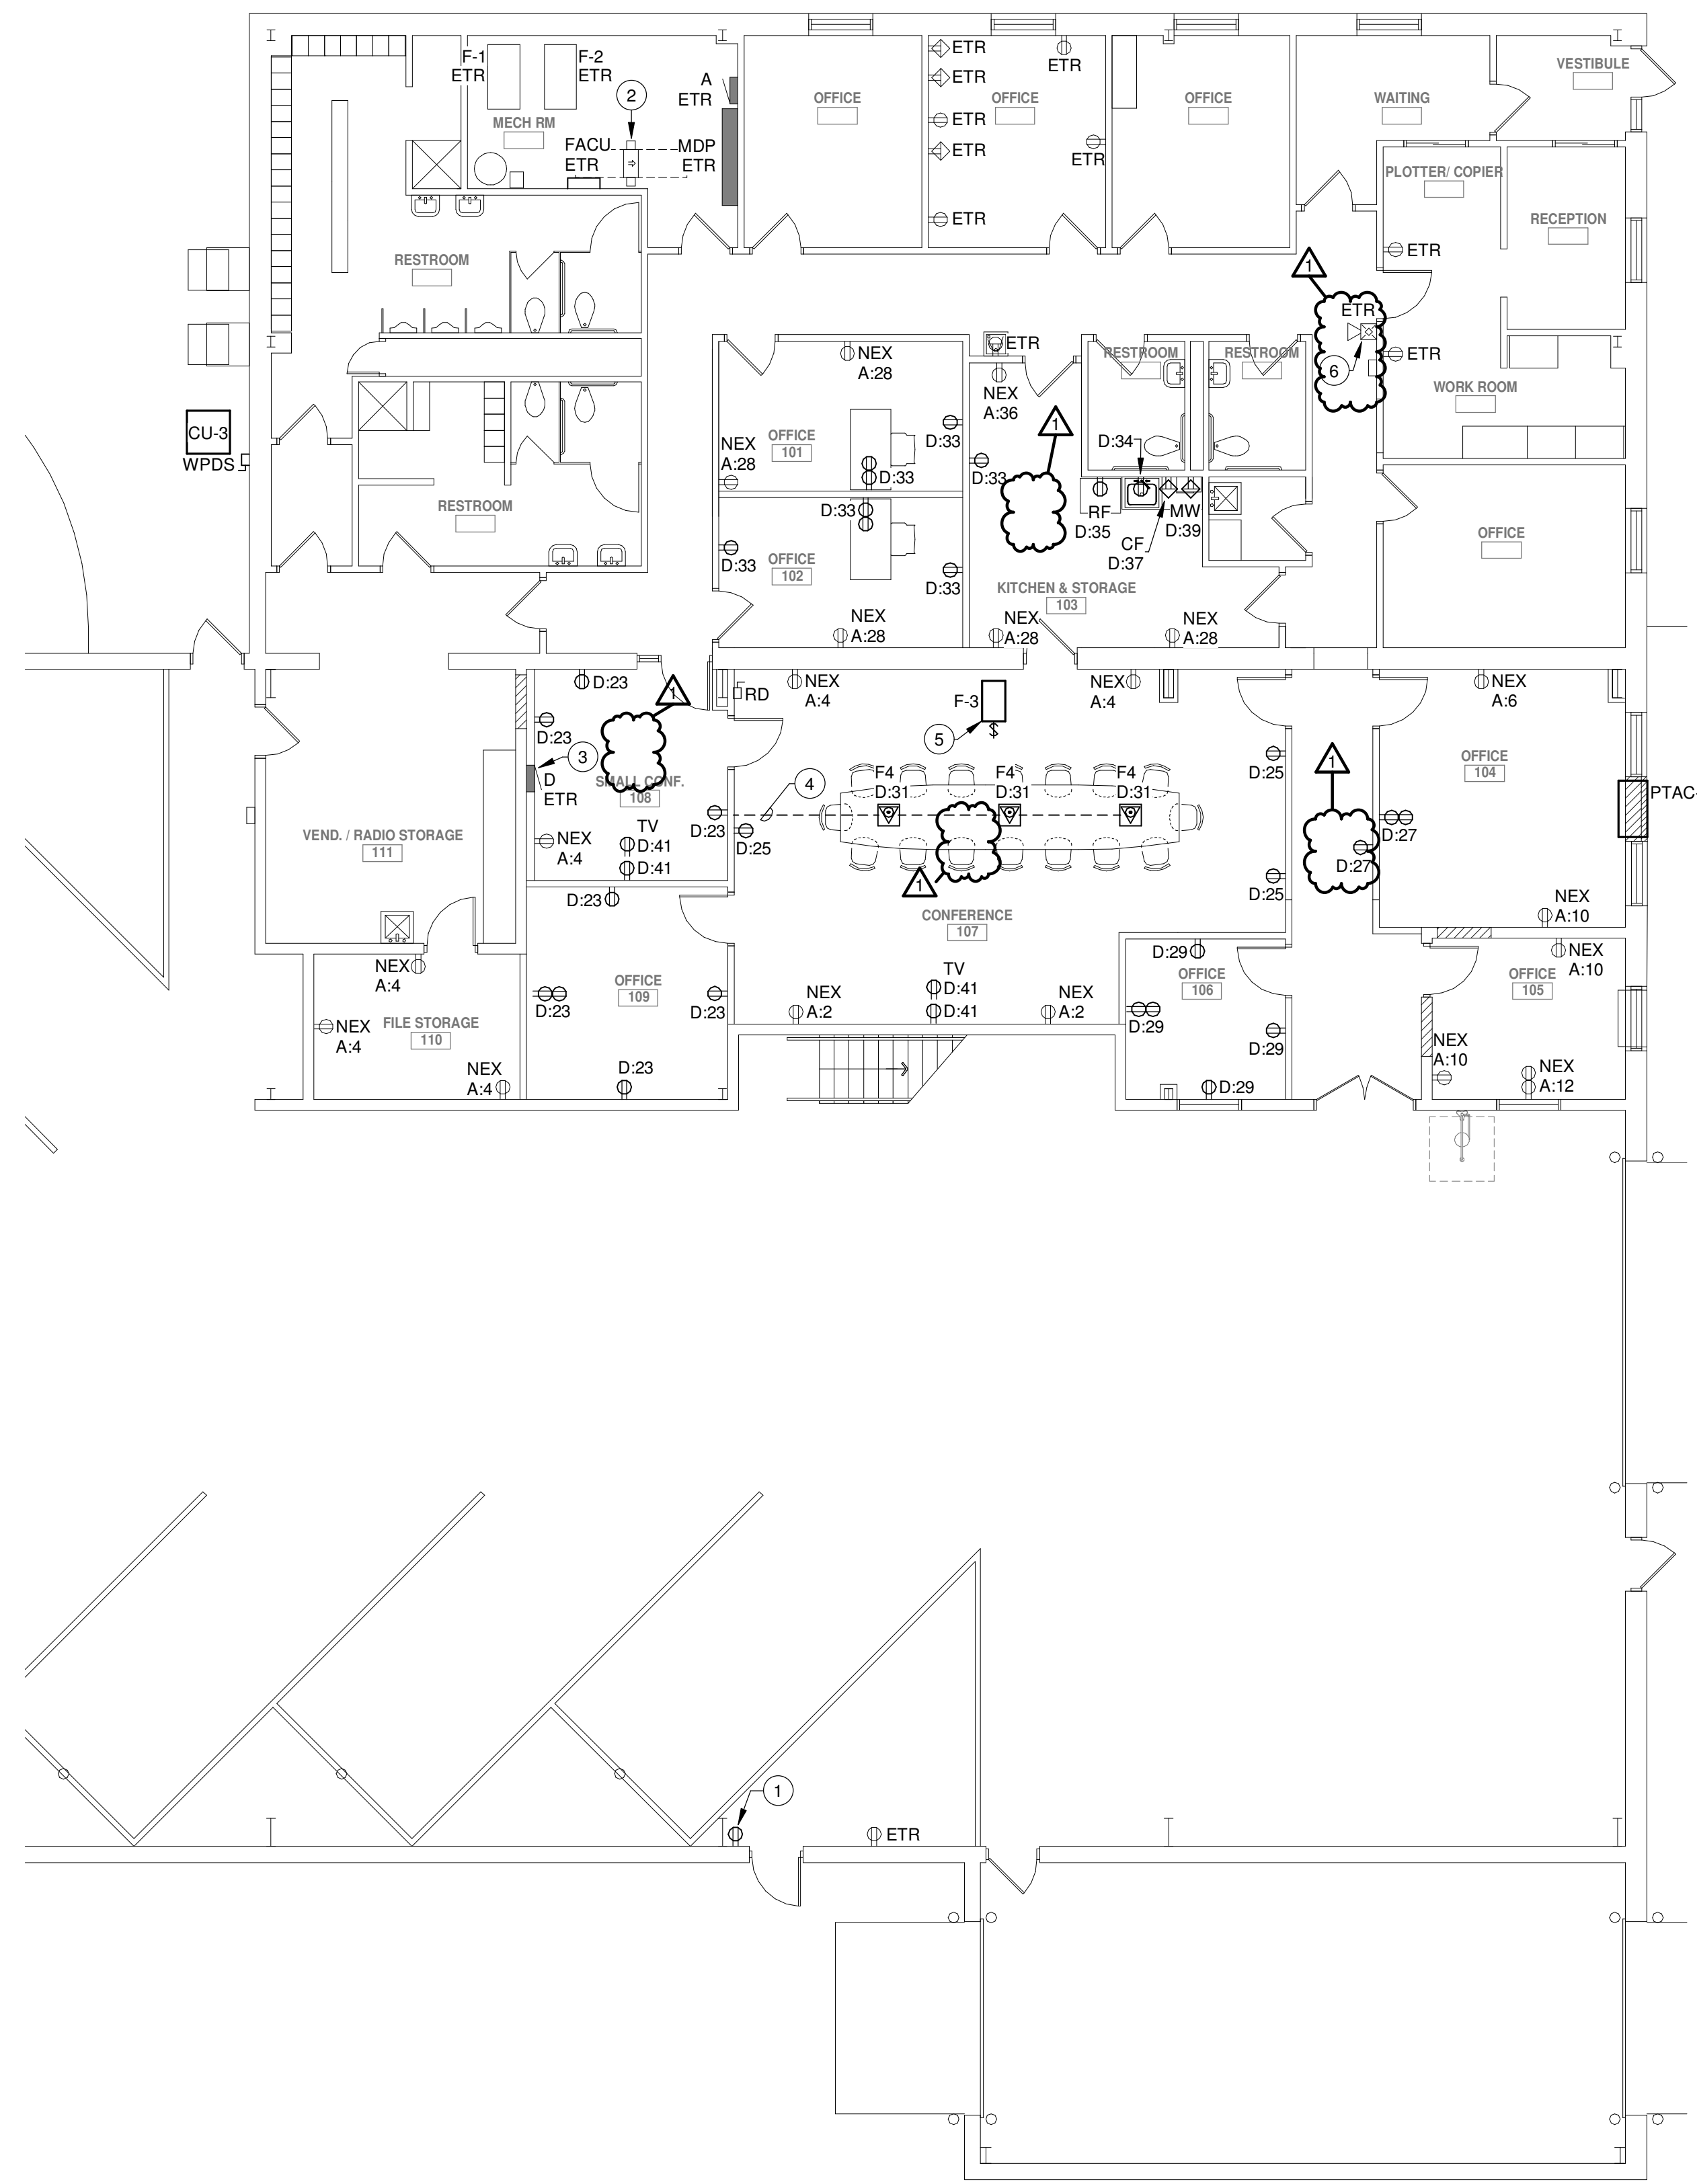 F-1
ETR
F-2
ETR
2
A
ETR
MECH RM
FACU
ETR
MDP
ETR
OFFICE
ETR
ETR
ETR
OFFICE
ETR
ETR
ETR
ETR
OFFICE
WAITING
VESTIBULE
PLOTTER/ COPIER
RECEPTION
ETR
RESTROOM
1
ETR
6
ETR
WORK ROOM
NEX
A:28
ETR
NEX
A:36
RESTROOM
RESTROOM
CU-3
WPDS
OFFICE
101
NEX
A:28
D:33
D:33
D:33
1
D:34
RF
D:35
MW
D:39
CF
D:37
RESTROOM
D:33
D:33
OFFICE
102
D:33
NEX
A:28
KITCHEN & STORAGE
103
NEX
A:28
NEX
A:28
OFFICE
D:23
1
RD
NEX
A:4
F-3
5
NEX
A:4
NEX
A:6
D:23
3
D
ETR
SMALL CONF.
108
4
F4
D:31
F4
D:31
F4
D:31
D:25
1
OFFICE
104
PTAC-
VEND. / RADIO STORAGE
111
NEX
A:4
TV
D:41
D:41
D:23
D:25
D:27
D:27
1
D:25
D:23
CONFERENCE
107
NEX
A:10
NEX
A:4
OFFICE
109
D:23
D:23
TV
D:41
D:41
NEX
A:2
NEX
A:2
D:29
OFFICE
106
D:29
D:29
D:29
OFFICE
105
NEX
A:10
NEX
A:10
NEX
A:12
NEX
A:4
FILE STORAGE
110
NEX
A:4
D:23
1
ETR